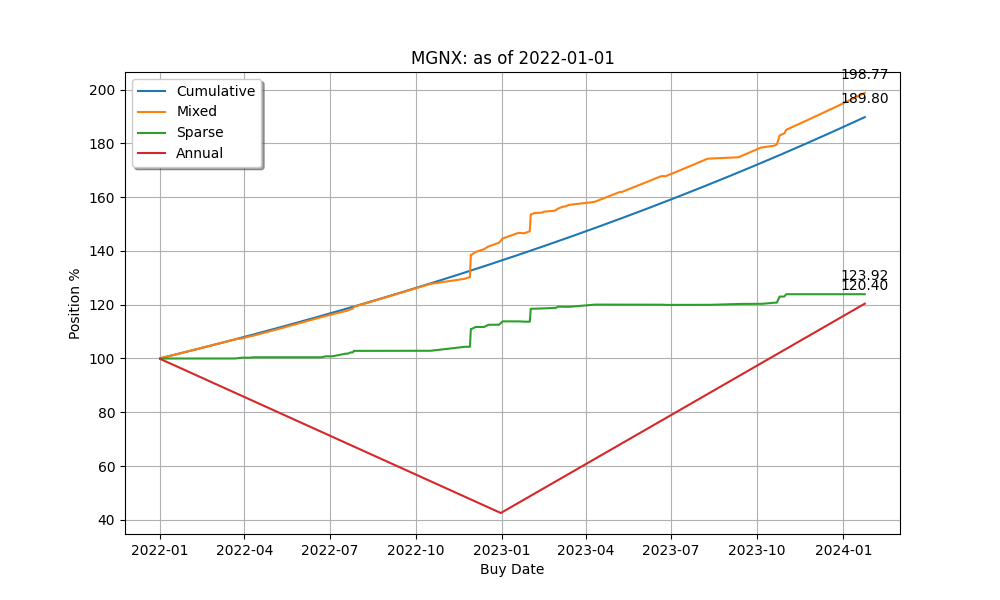 MGNX: as of 2022-01-01
198.77
189.80
123.92
120.40
Cumulative
Mixed
Sparse
Annual
200
180
160
140
120
100
80
60
40
Position %
2022-01 2022-04 2022-07 2022-10 2023-01 2023-04 2023-07 2023-10 2024-01
Buy Date